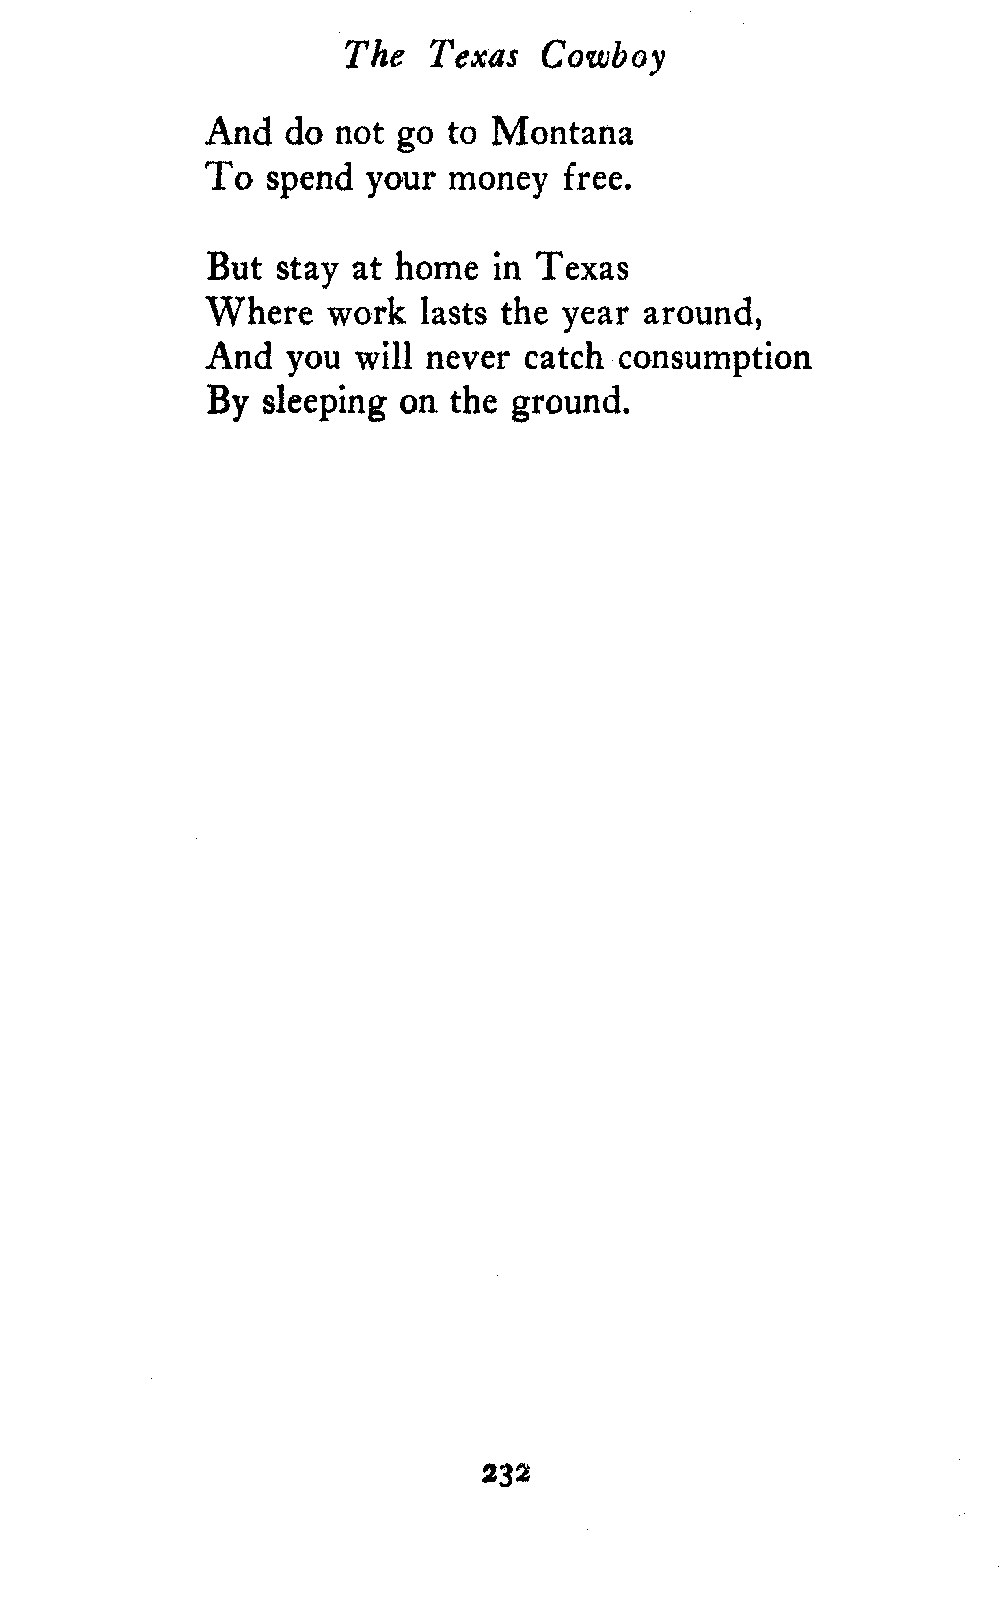 The Texas Cowboy
And do not go to Montana
To spend your money free.
But stay at home in Texas
Where work lasts the year around,
And you will never catch consumption
By sleeping on the ground.
232